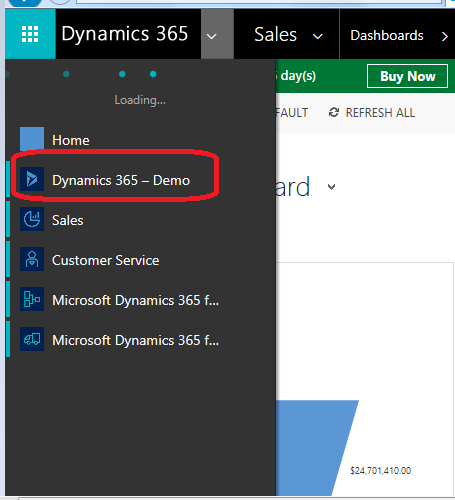 Dynamics 365
Sales
Dashboards
day(s)
Buy Now
Loading...
FAULT
REFRESH ALL
Home
Dynamics 365 – Demo
ard
Sales
Customer Service
Microsoft Dynamics 365 f...
Microsoft Dynamics 365 f...
$24,701,410.00